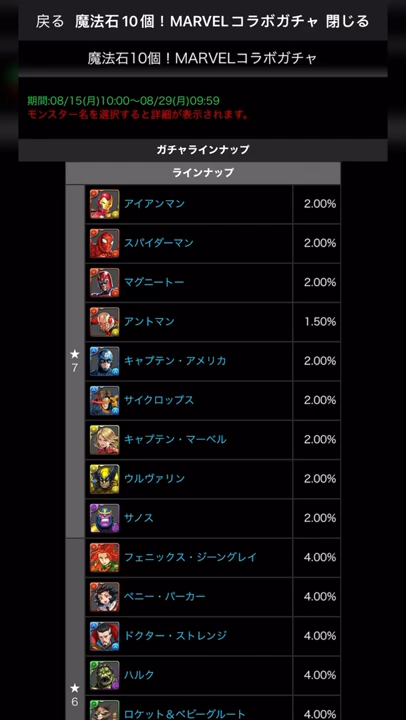 戻る 魔法石10個！MARVELコラボガチャ 閉じる
魔法石10個！MARVELコラボガチャ
期間:08/15(月)10:00～08/29(月)09:59
モンスター名を選択すると詳細が表示されます。
ガチャラインナップ
ラインナップ
★7
アイアンマン 2.00%
スパイダーマン 2.00%
マグニートー 2.00%
アントマン 1.50%
キャプテン・アメリカ 2.00%
サイクロップス 2.00%
キャプテン・マーベル 2.00%
ウルヴァリン 2.00%
サノス 2.00%
★6
フェニックス・ジーングレイ 4.00%
ペニー・パーカー 4.00%
ドクター・ストレンジ 4.00%
ハルク 4.00%
ロケット＆ベビーグルート 4.00%